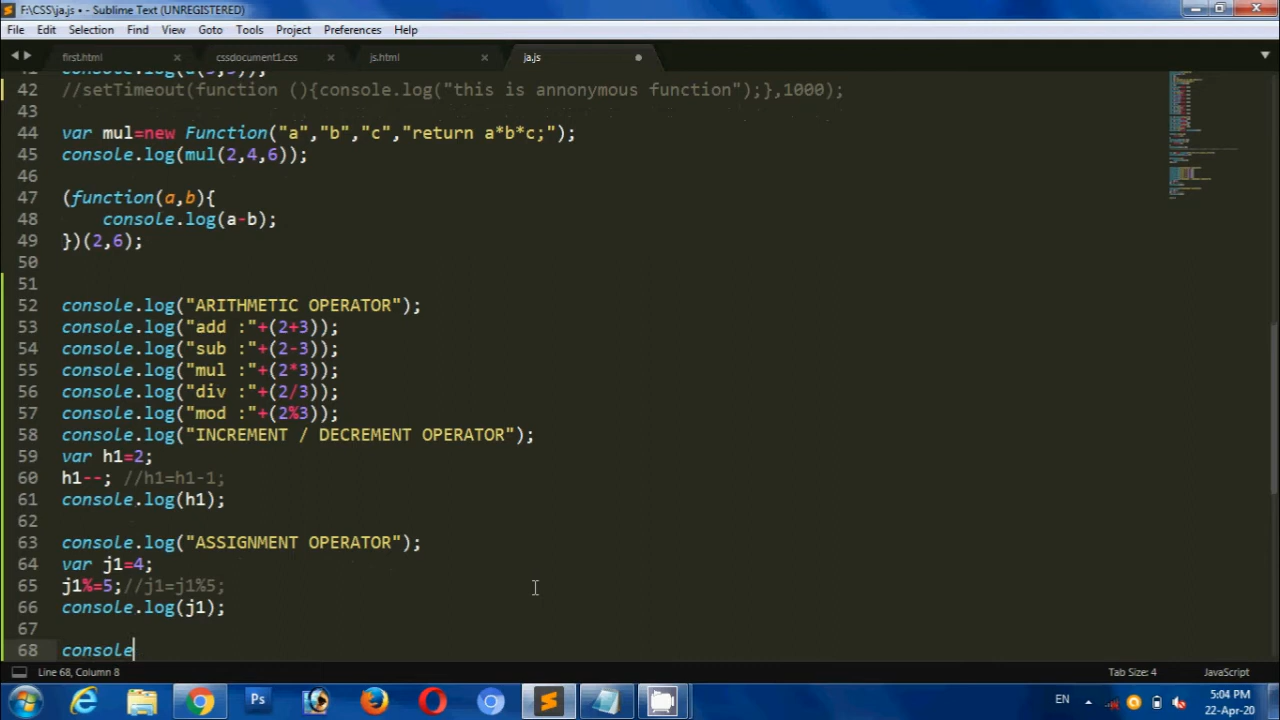 F:\CSS\ja.js • - Sublime Text (UNREGISTERED)
File Edit Selection Find View Goto Tools Project Preferences Help
first.html cssdocument1.css js.html ja.js
42 //setTimeout(function (){console.log("this is annonymous function");},1000);
43
44 var mul=new Function("a","b","c","return a*b*c;");
45 console.log(mul(2,4,6));
46
47 (function(a,b){
48 console.log(a-b);
49 })(2,6);
50
51
52 console.log("ARITHMETIC OPERATOR");
53 console.log("add :"+(2+3));
54 console.log("sub :"+(2-3));
55 console.log("mul :"+(2*3));
56 console.log("div :"+(2/3));
57 console.log("mod :"+(2%3));
58 console.log("INCREMENT / DECREMENT OPERATOR");
59 var h1=2;
60 h1--; //h1=h1-1;
61 console.log(h1);
62
63 console.log("ASSIGNMENT OPERATOR");
64 var j1=4;
65 j1%=5;//j1=j1%5;
66 console.log(j1);
67
68 console
Line 68, Column 8 Tab Size: 4 JavaScript
Ps EN 5:04 PM
22-Apr-20